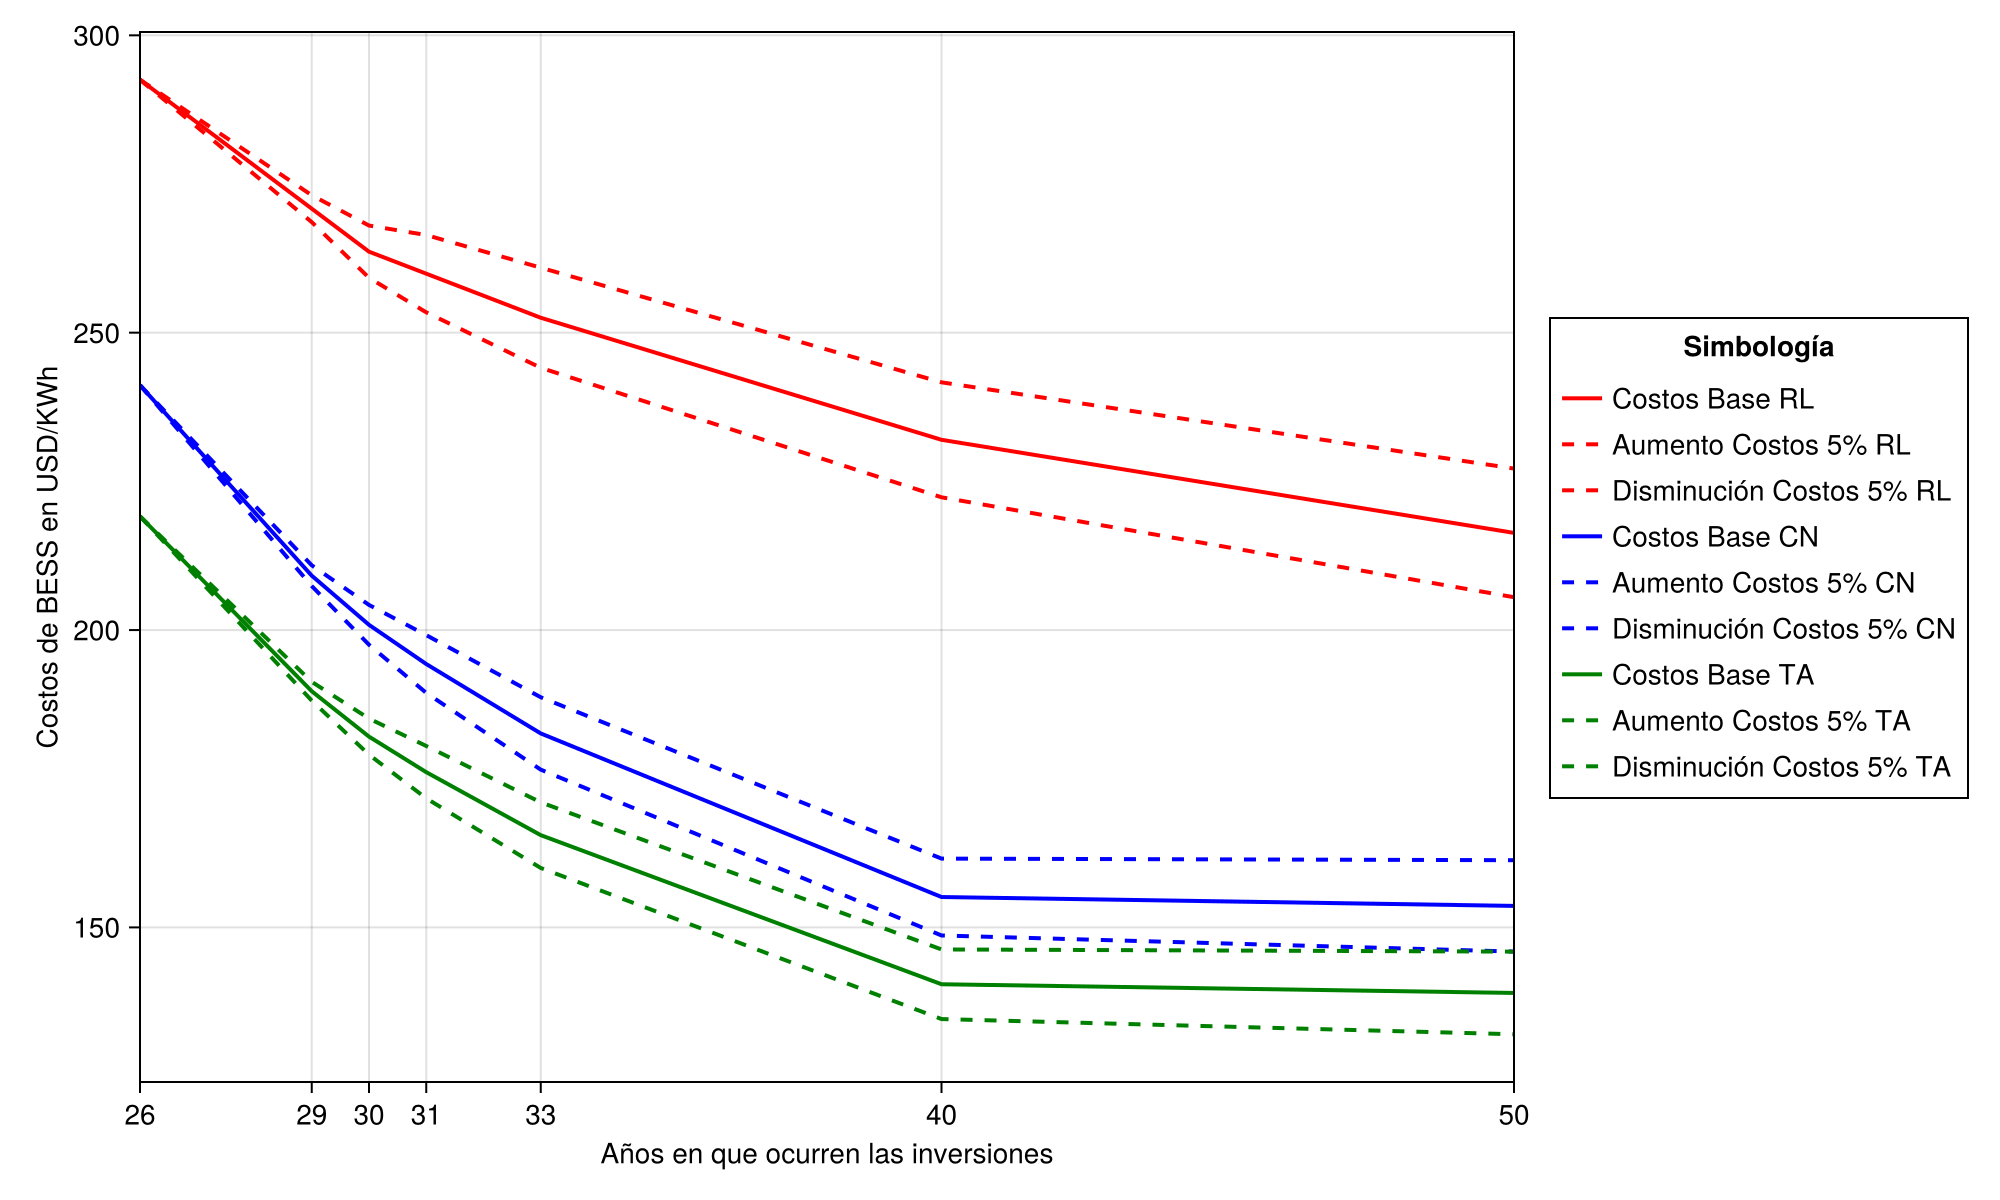 300
250
200
150
Costos de BESS en USD/KWh
26 29 30 31 33 40 50
Años en que ocurren las inversiones
Simbología
Costos Base RL
Aumento Costos 5% RL
Disminución Costos 5% RL
Costos Base CN
Aumento Costos 5% CN
Disminución Costos 5% CN
Costos Base TA
Aumento Costos 5% TA
Disminución Costos 5% TA